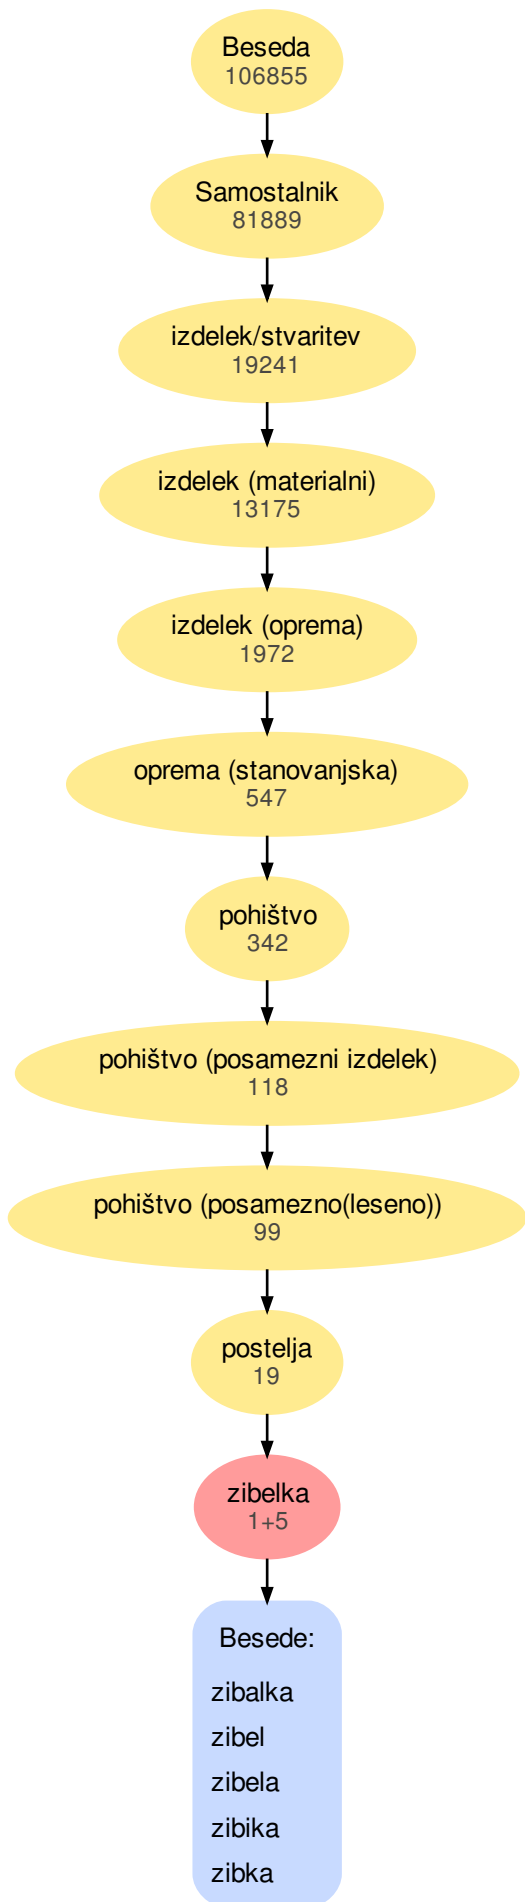 Beseda
106855
Samostalnik
81889
izdelek/stvaritev
19241
izdelek (materialni)
13175
izdelek (oprema)
1972
oprema (stanovanjska)
547
pohištvo
342
pohištvo (posamezni izdelek)
118
pohištvo (posamezno(leseno))
99
postelja
19
zibelka
1+5
Besede:
zibalka
zibel
zibela
zibika
zibka